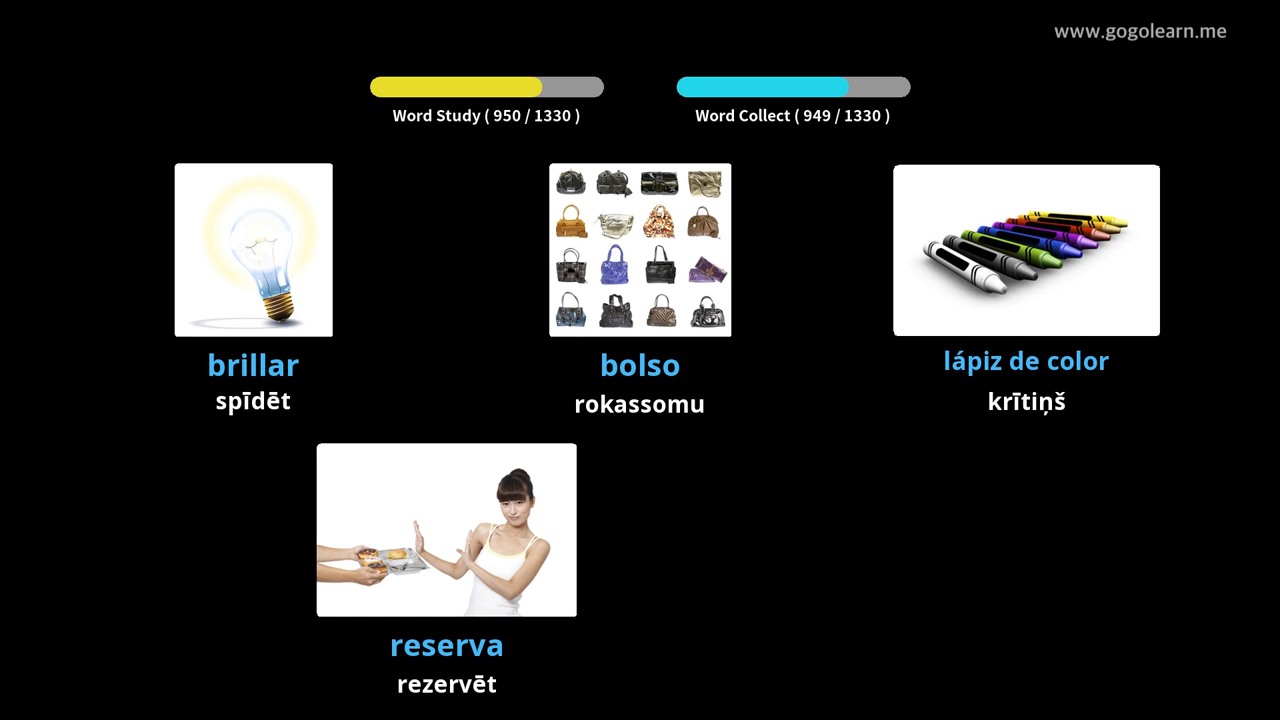 www.gogolearn.me
Word Study ( 950 / 1330 )
Word Collect ( 949 / 1330 )
brillar
spīdēt
bolso
rokassomu
lápiz de color
krītiņš
reserva
rezervēt